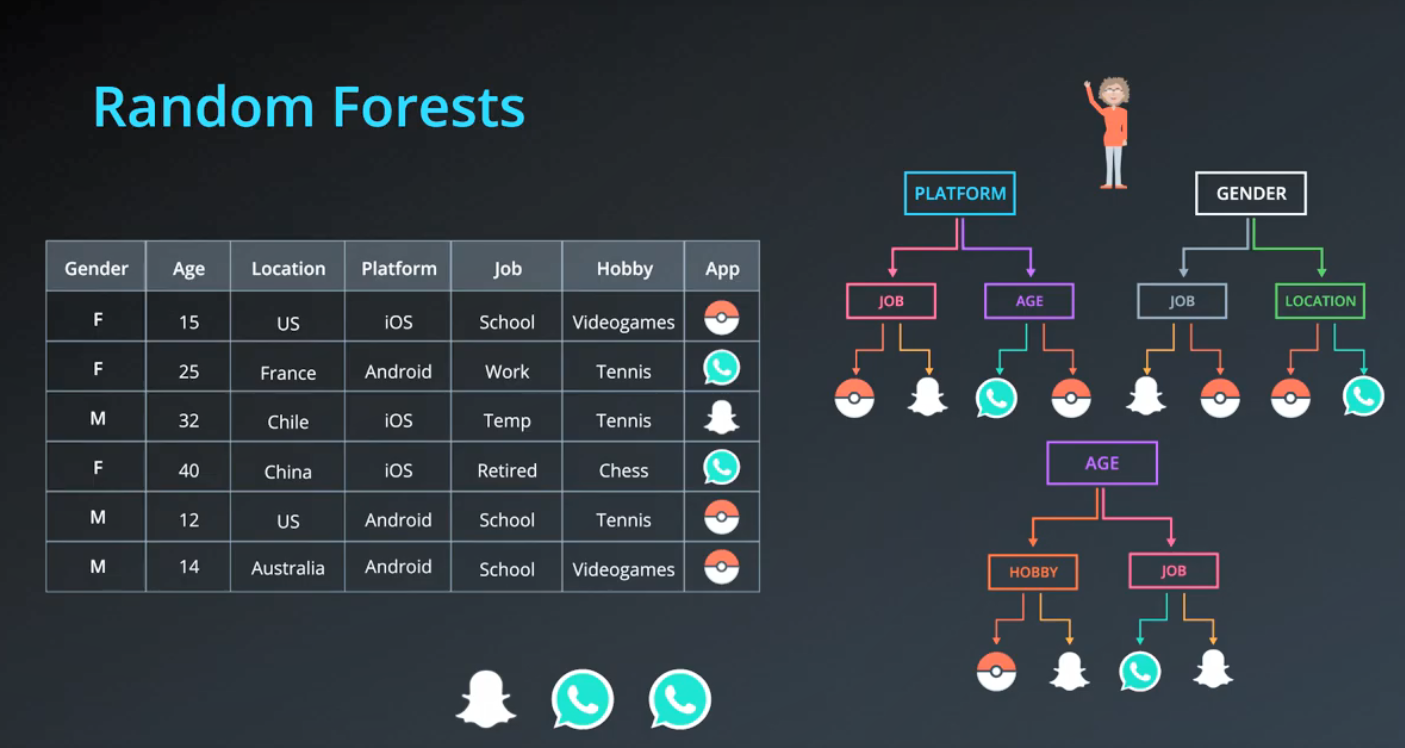 Random Forests
Gender Age Location Platform Job Hobby App
F 15 US iOS School Videogames
F 25 France Android Work Tennis
M 32 Chile iOS Temp Tennis
F 40 China iOS Retired Chess
M 12 US Android School Tennis
M 14 Australia Android School Videogames
PLATFORM
JOB AGE
GENDER
JOB LOCATION
AGE
HOBBY JOB